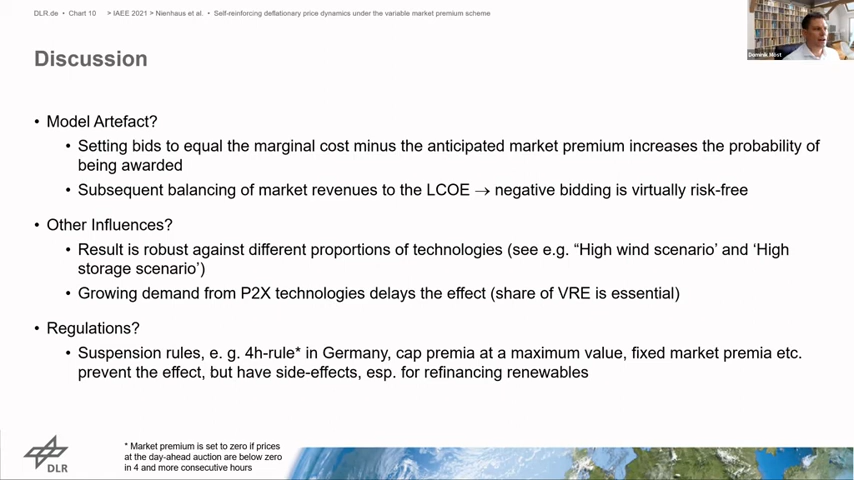 DLR.de • Chart 10 > IAEE 2021 > Nienhaus et al. • Self-reinforcing deflationary price dynamics under the variable market premium scheme
Dominik Möst
Discussion
• Model Artefact?
• Setting bids to equal the marginal cost minus the anticipated market premium increases the probability of
being awarded
• Subsequent balancing of market revenues to the LCOE → negative bidding is virtually risk-free
• Other Influences?
• Result is robust against different proportions of technologies (see e.g. “High wind scenario’ and ‘High
storage scenario’)
• Growing demand from P2X technologies delays the effect (share of VRE is essential)
• Regulations?
• Suspension rules, e. g. 4h-rule* in Germany, cap premia at a maximum value, fixed market premia etc.
prevent the effect, but have side-effects, esp. for refinancing renewables
* Market premium is set to zero if prices
at the day-ahead auction are below zero
in 4 and more consecutive hours
DLR